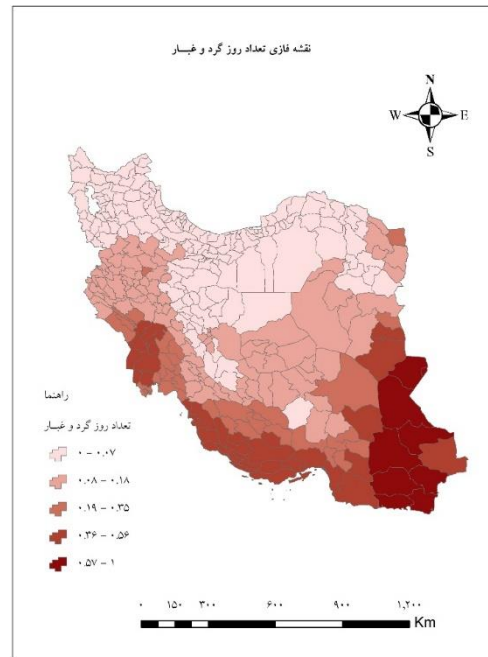 نقشه فازی تعداد روز گرد و غبار
N
W E
S
راهنما
تعداد روز گرد و غبار
۰ - ۰.۰۷
۰.۰۸ - ۰.۱۸
۰.۱۹ - ۰.۳۵
۰.۳۶ - ۰.۵۶
۰.۵۷ - ۱
۰ ۱۵۰ ۳۰۰ ۶۰۰ ۹۰۰ ۱,۲۰۰
Km